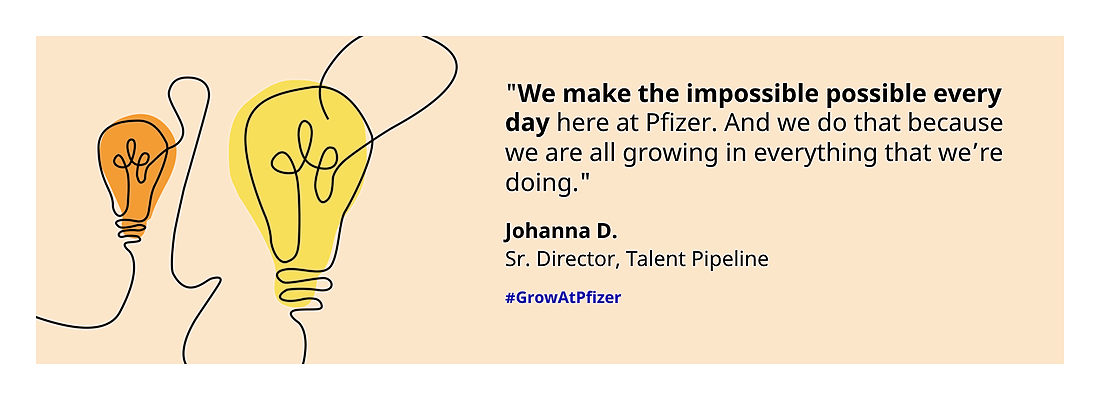 "We make the impossible possible every
day here at Pfizer. And we do that because
we are all growing in everything that we’re
doing."
Johanna D.
Sr. Director, Talent Pipeline
#GrowAtPfizer